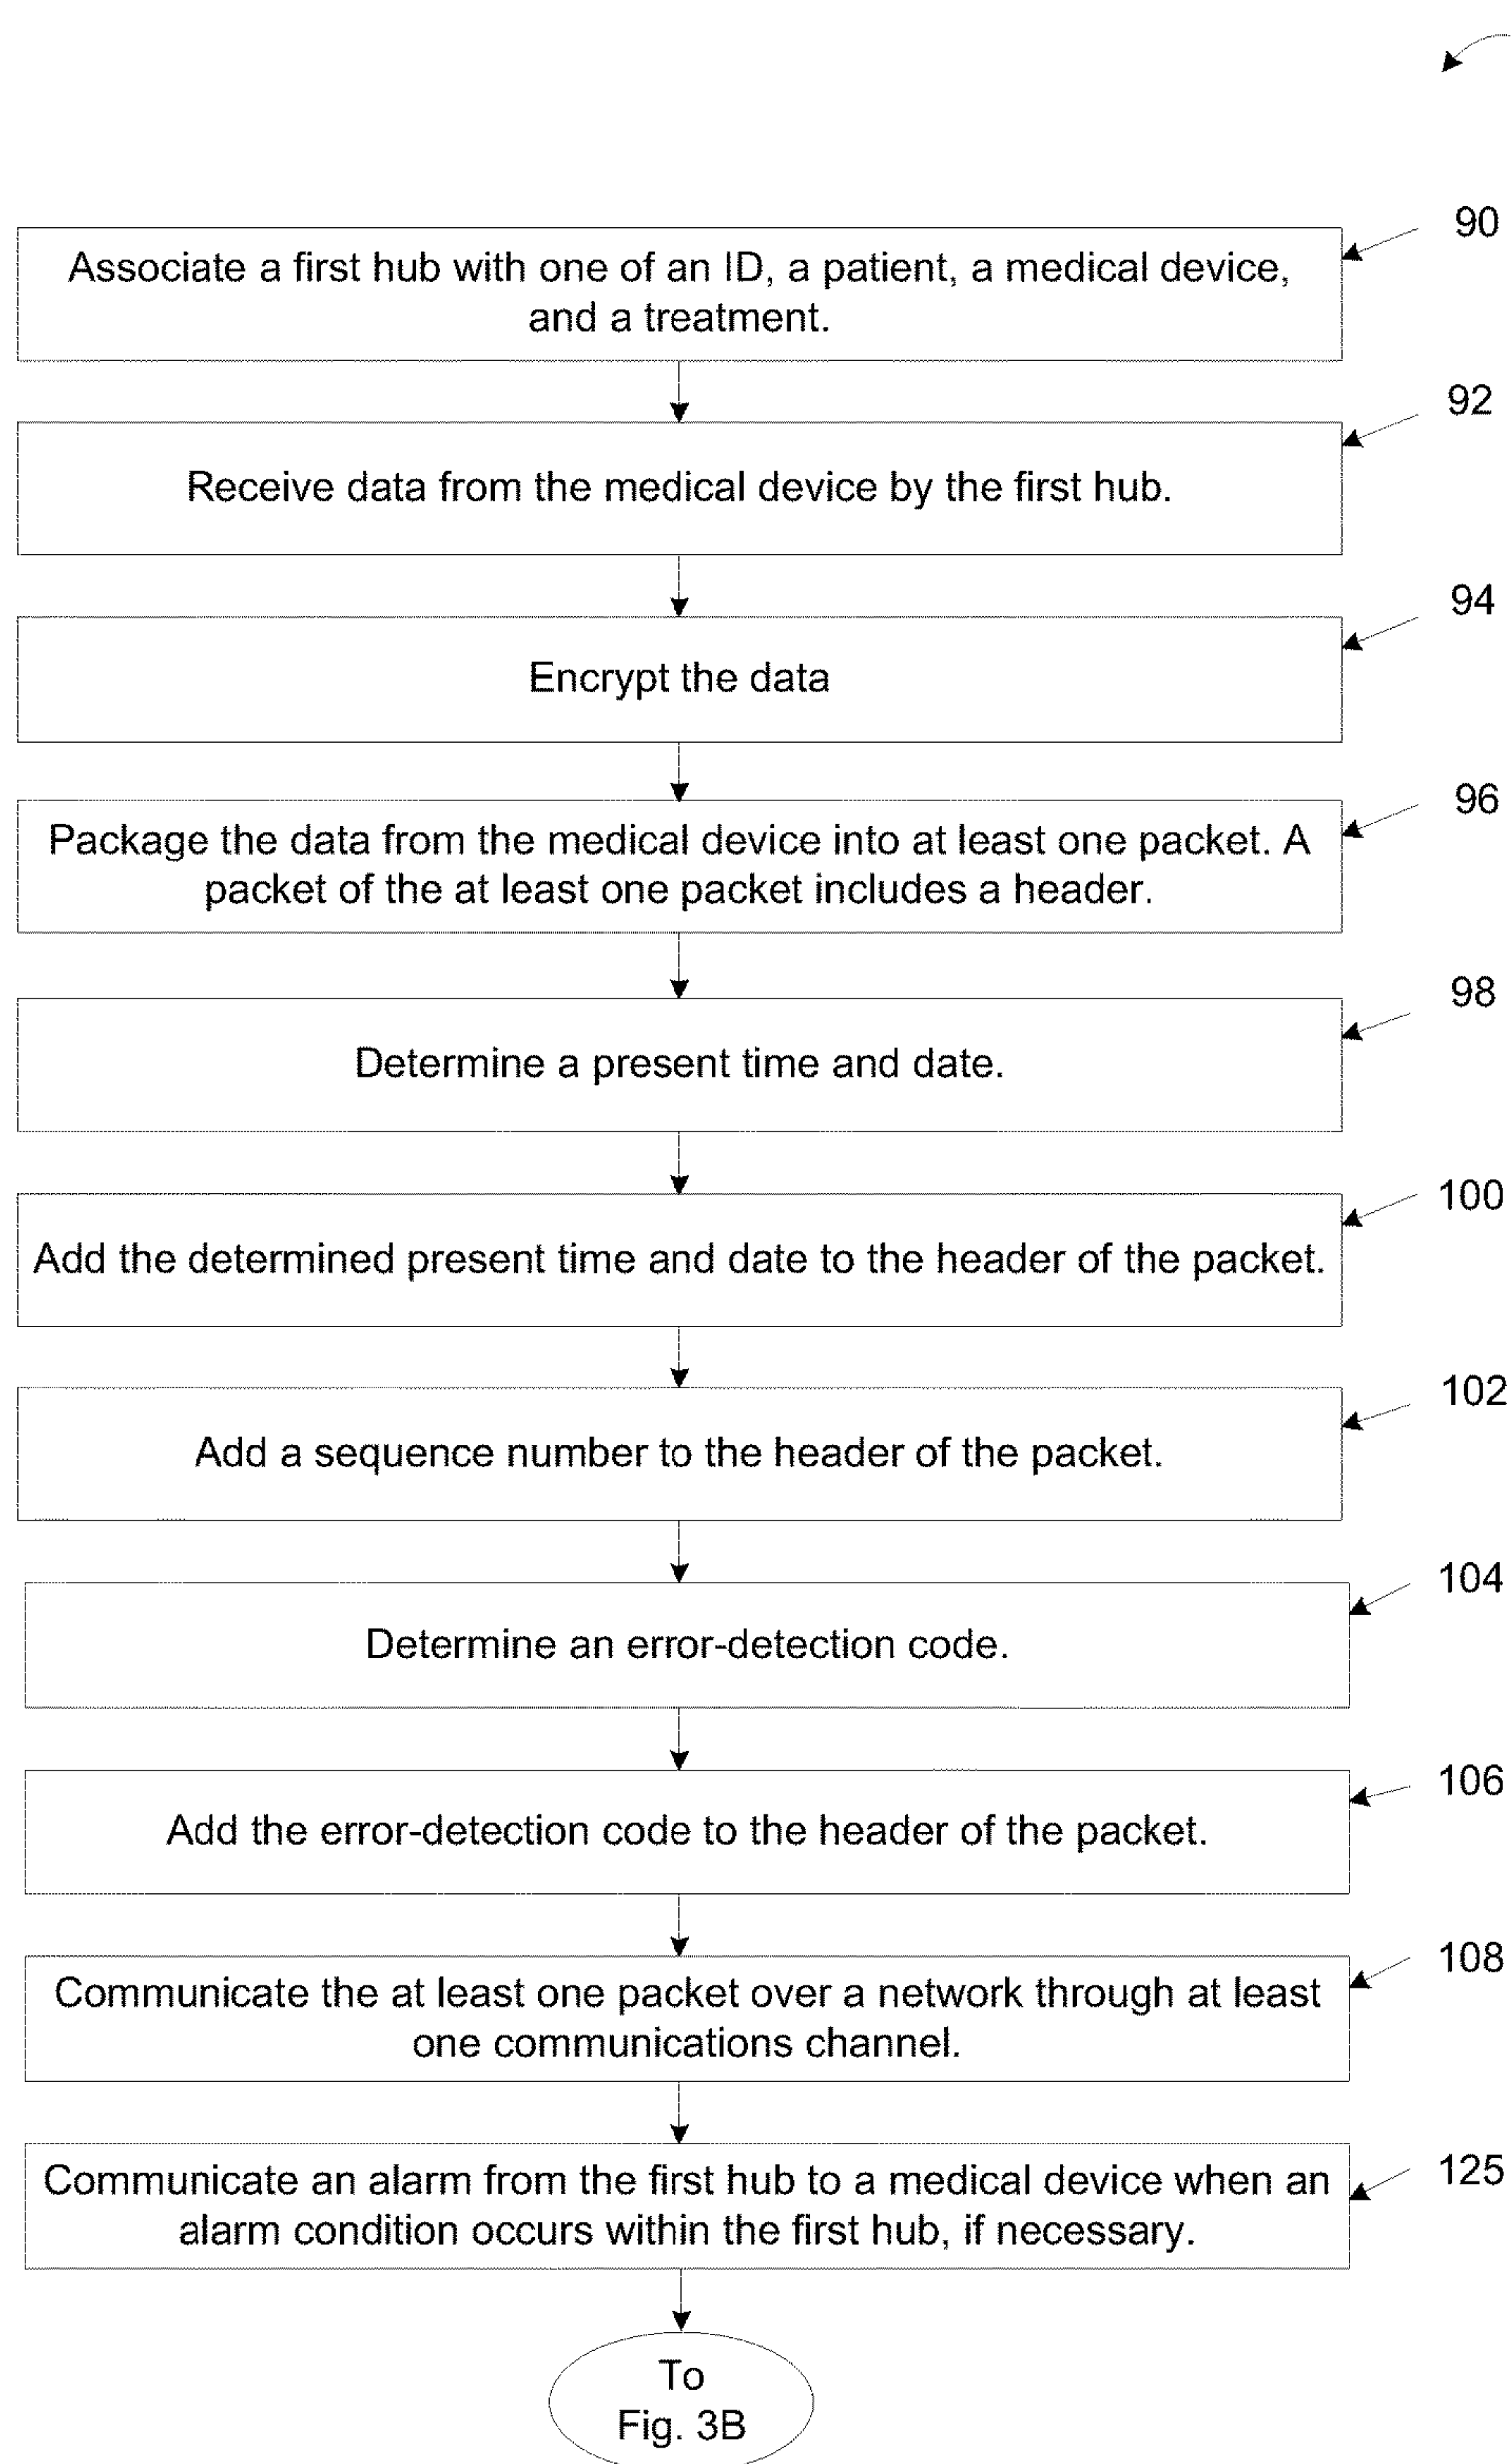 90
Associate a first hub with one of an ID, a patient, a medical device,
and a treatment.
92
Receive data from the medical device by the first hub.
94
Encrypt the data
96
Package the data from the medical device into at least one packet. A
packet of the at least one packet includes a header.
98
Determine a present time and date.
100
Add the determined present time and date to the header of the packet.
102
Add a sequence number to the header of the packet.
104
Determine an error-detection code.
106
Add the error-detection code to the header of the packet.
108
Communicate the at least one packet over a network through at least
one communications channel.
125
Communicate an alarm from the first hub to a medical device when an
alarm condition occurs within the first hub, if necessary.
To
Fig. 3B